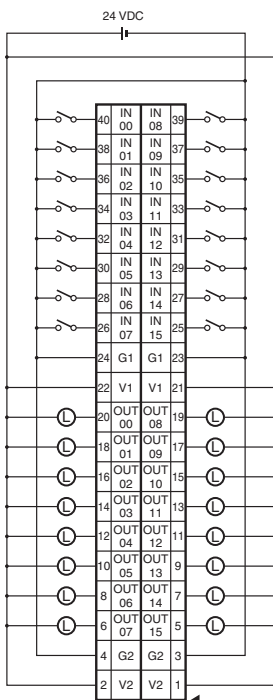 24 VDC
40 IN 00 IN 08 39
38 IN 01 IN 09 37
36 IN 02 IN 10 35
34 IN 03 IN 11 33
32 IN 04 IN 12 31
30 IN 05 IN 13 29
28 IN 06 IN 14 27
26 IN 07 IN 15 25
24 G1 G1 23
22 V1 V1 21
L 20 OUT 00 OUT 08 19 L
L 18 OUT 01 OUT 09 17 L
L 16 OUT 02 OUT 10 15 L
L 14 OUT 03 OUT 11 13 L
L 12 OUT 04 OUT 12 11 L
L 10 OUT 05 OUT 13 9 L
L 8 OUT 06 OUT 14 7 L
L 6 OUT 07 OUT 15 5 L
4 G2 G2 3
2 V2 V2 1